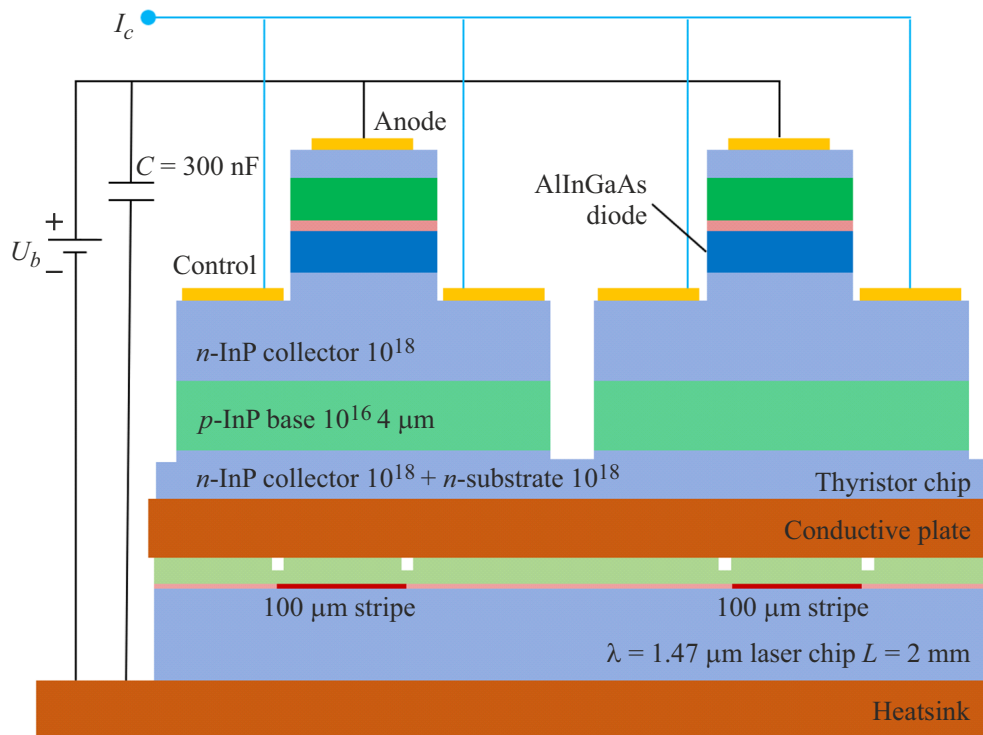 I_c
Anode
C = 300 nF
AlInGaAs
diode
+
U_b
–
Control
n-InP collector 10^18
p-InP base 10^16 4 μm
n-InP collector 10^18 + n-substrate 10^18
Thyristor chip
Conductive plate
100 μm stripe
100 μm stripe
λ = 1.47 μm laser chip L = 2 mm
Heatsink